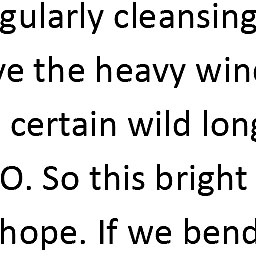 gularly cleansing
ve the heavy wind
certain wild long
O. So this bright
hope. If we bend